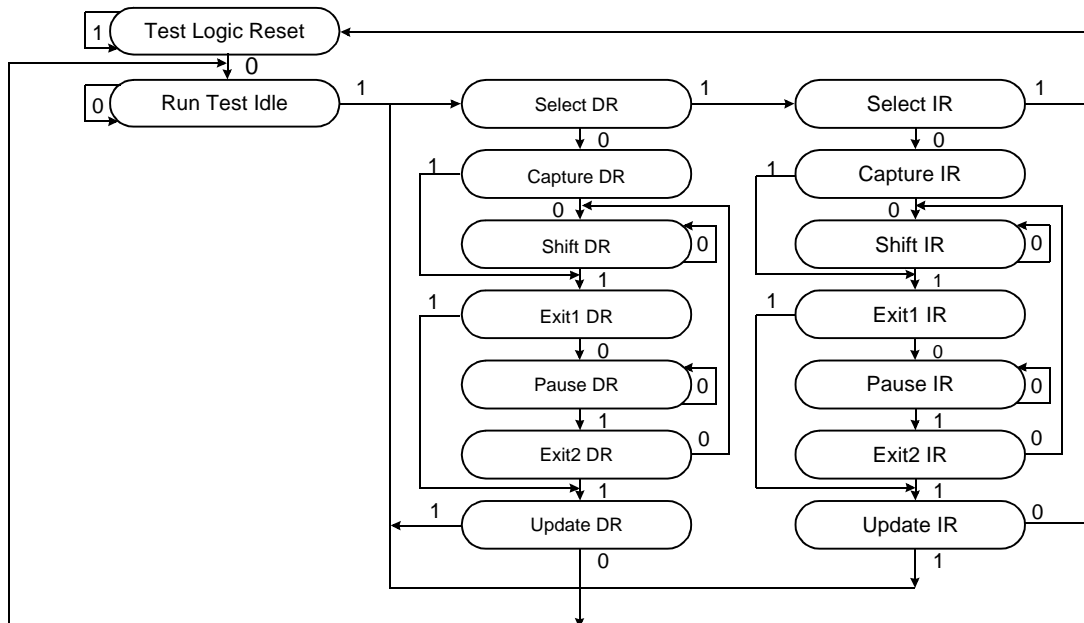 Test Logic Reset
1
0
Run Test Idle
0
1
Select DR
1
Select IR
1
0
0
Capture DR
1
0
Capture IR
1
0
Shift DR
0
1
Shift IR
0
1
Exit1 DR
1
0
Exit1 IR
1
0
Pause DR
0
1
Pause IR
0
1
Exit2 DR
0
1
Exit2 IR
0
1
Update DR
1
0
Update IR
0
1